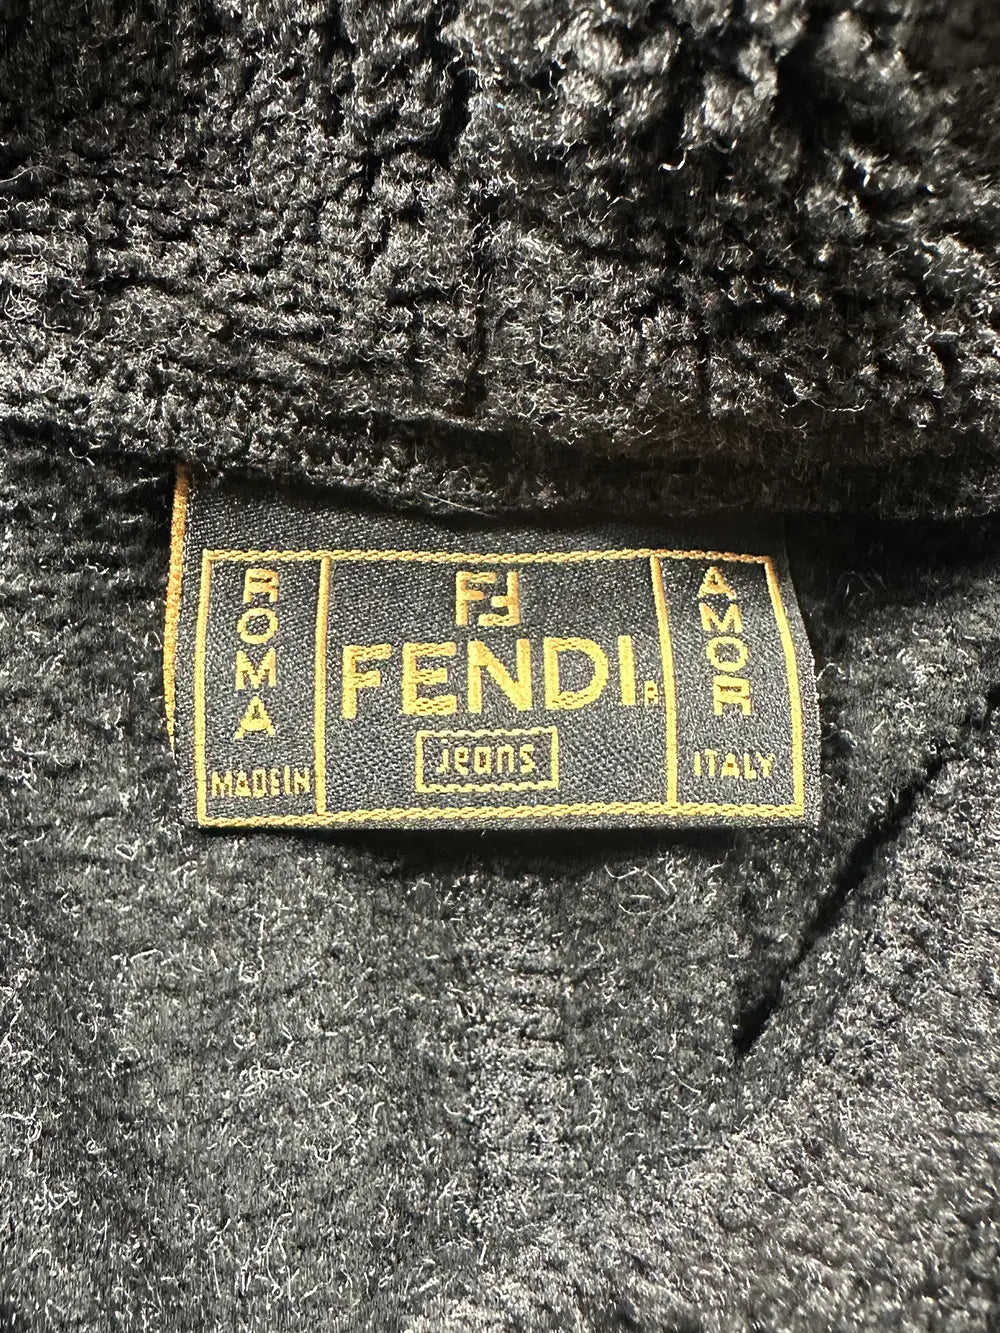 ROMA
MADE IN
FF
FENDI®
jeans
AMOR
ITALY